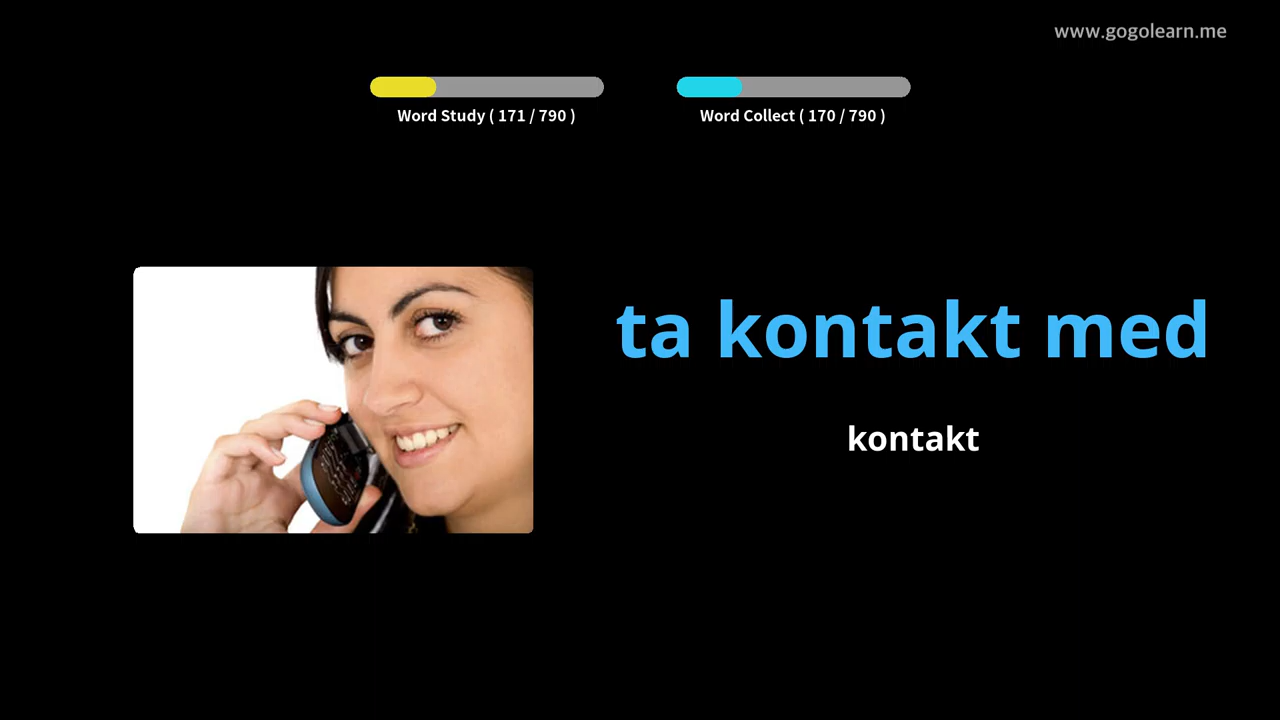 www.gogolearn.me
Word Study ( 171 / 790 )
Word Collect ( 170 / 790 )
ta kontakt med
kontakt